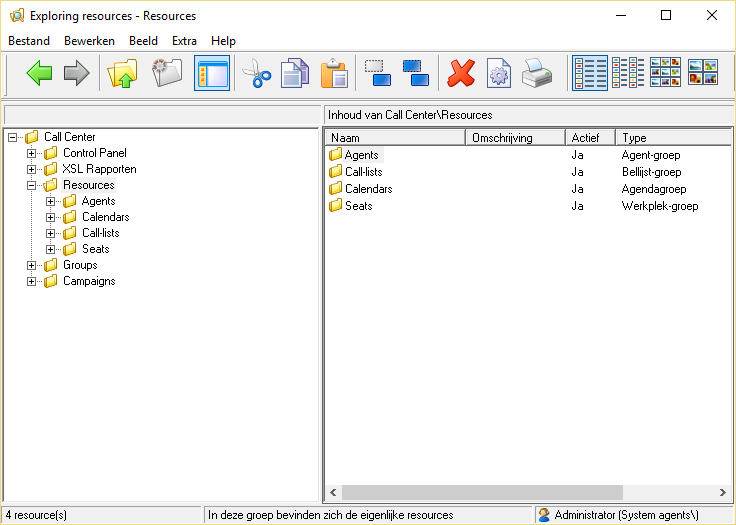 Exploring resources - Resources
Bestand Bewerken Beeld Extra Help
Inhoud van Call Center\Resources
Call Center
Control Panel
XSL Rapporten
Resources
Agents
Calendars
Call-lists
Seats
Groups
Campaigns
Naam Omschrijving Actief Type
Agents Ja Agent-groep
Call-lists Ja Bellijst-groep
Calendars Ja Agendagroep
Seats Ja Werkplek-groep
4 resource(s) In deze groep bevinden zich de eigenlijke resources Administrator (System agents\)